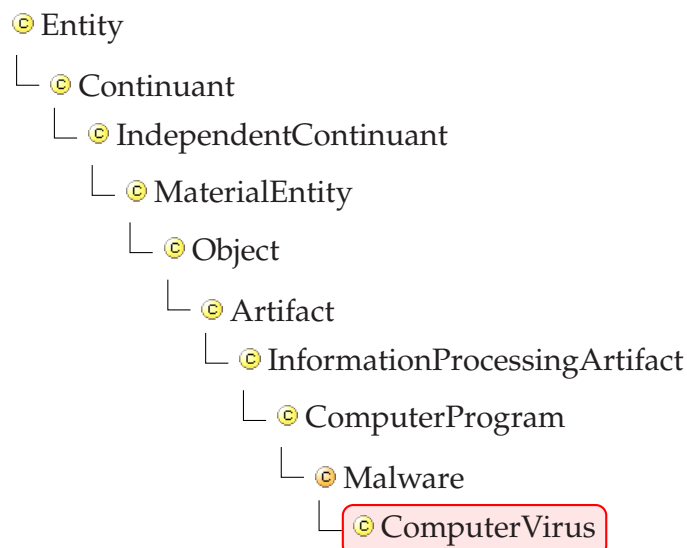 Entity
Continuant
IndependentContinuant
MaterialEntity
Object
Artifact
InformationProcessingArtifact
ComputerProgram
Malware
ComputerVirus